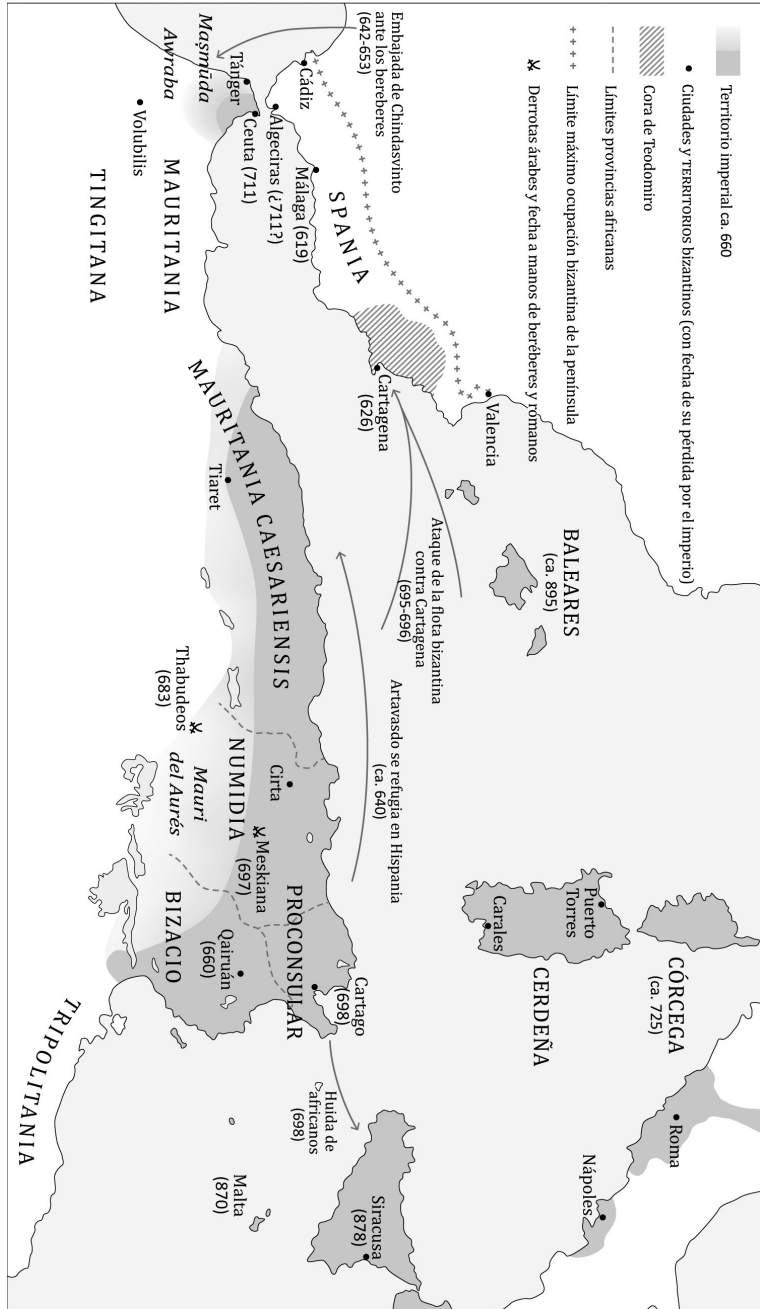 Territorio imperial ca. 660
Ciudades y TERRITORIOS bizantinos (con fecha de su pérdida por el imperio)
Cora de Teodomiro
Límites provincias africanas
Límite máximo ocupación bizantina de la península
Derrotas árabes y fecha a manos de beréberes y romanos
Embajada de Chindasvinto
ante los bereberes
(642-653)
Cádiz
Tánger
Maṣmūda
Awraba
Volubilis
Ceuta (711)
Algeciras (¿711?)
Málaga (619)
SPANIA
MAURITANIA
TINGITANA
Cartagena
(626)
Valencia
BALEARES
(ca. 895)
Ataque de la flota bizantina
contra Cartagena
(695-696)
Artavasdo se refugia en Hispania
(ca. 640)
MAURITANIA CAESARIENSIS
Tiaret
Thabudeos
(683)
Mauri
del Aurés
NUMIDIA
Cirta
Meskiana
(697)
BIZACIO
PROCONSULAR
Qairuán
(660)
Cartago
(698)
TRIPOLITANIA
Huida de
africanos
(698)
Malta
(870)
Siracusa
(878)
Puerto
Torres
Carales
CERDEÑA
CÓRCEGA
(ca. 725)
Roma
Nápoles